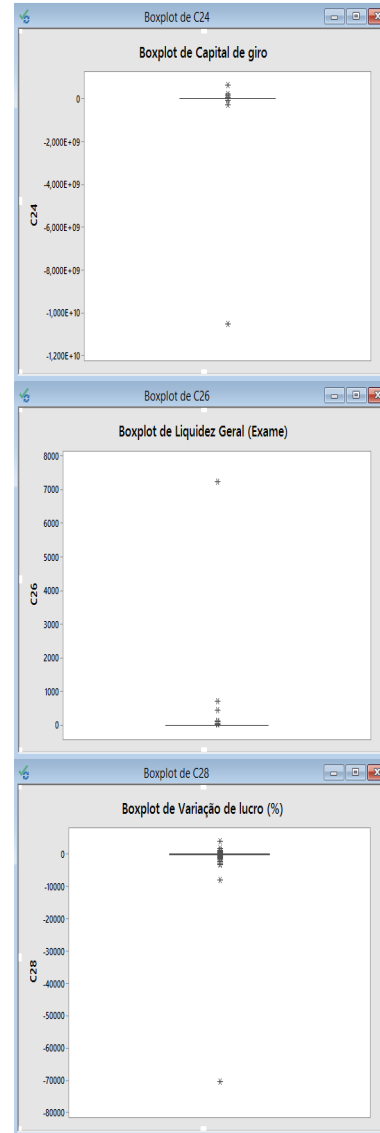 Boxplot de C24
Boxplot de Capital de giro
0
-2,000E+09
-4,000E+09
-6,000E+09
-8,000E+09
-1,000E+10
-1,200E+10
C24
Boxplot de C26
Boxplot de Liquidez Geral (Exame)
8000
7000
6000
5000
4000
3000
2000
1000
0
C26
Boxplot de C28
Boxplot de Variação de lucro (%)
0
-10000
-20000
-30000
-40000
-50000
-60000
-70000
-80000
C28